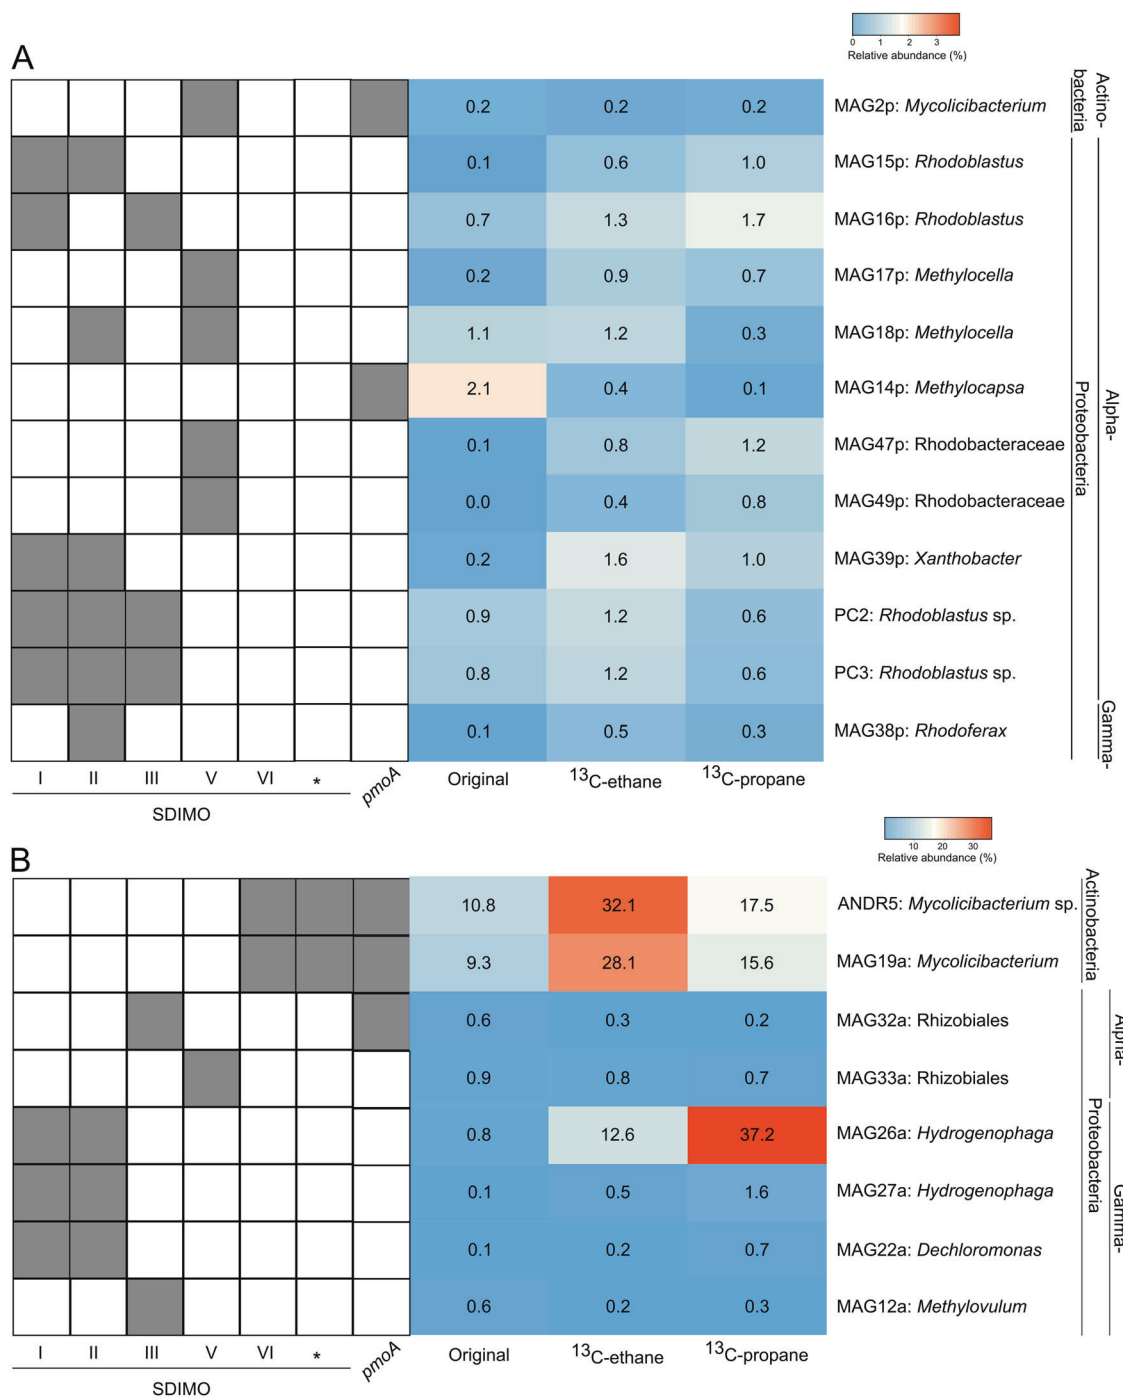 A
0 1 2 3
Relative abundance (%)
0.2 0.2 0.2 MAG2p: Mycolicibacterium
0.1 0.6 1.0 MAG15p: Rhodoblastus
0.7 1.3 1.7 MAG16p: Rhodoblastus
0.2 0.9 0.7 MAG17p: Methylocella
1.1 1.2 0.3 MAG18p: Methylocella
2.1 0.4 0.1 MAG14p: Methylocapsa
0.1 0.8 1.2 MAG47p: Rhodobacteraceae
0.0 0.4 0.8 MAG49p: Rhodobacteraceae
0.2 1.6 1.0 MAG39p: Xanthobacter
0.9 1.2 0.6 PC2: Rhodoblastus sp.
0.8 1.2 0.6 PC3: Rhodoblastus sp.
0.1 0.5 0.3 MAG38p: Rhodoferax
Actino-
bacteria
Proteobacteria
Alpha-
Gamma-
I II III V VI * pmoA Original 13C-ethane 13C-propane
SDIMO
B
10 20 30
Relative abundance (%)
10.8 32.1 17.5 ANDR5: Mycolicibacterium sp.
9.3 28.1 15.6 MAG19a: Mycolicibacterium
0.6 0.3 0.2 MAG32a: Rhizobiales
0.9 0.8 0.7 MAG33a: Rhizobiales
0.8 12.6 37.2 MAG26a: Hydrogenophaga
0.1 0.5 1.6 MAG27a: Hydrogenophaga
0.1 0.2 0.7 MAG22a: Dechloromonas
0.6 0.2 0.3 MAG12a: Methylovulum
Actinobacteria
Proteobacteria
Alpha-
Gamma-
I II III V VI * pmoA Original 13C-ethane 13C-propane
SDIMO